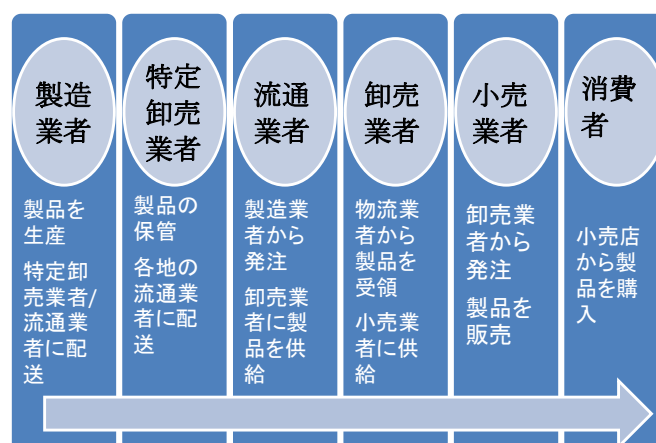 製造
業者
製品を
生産
特定卸
売業者/
流通業
者に配
送
特定
卸売
業者
製品の
保管
各地の
流通業
者に配
送
流通
業者
製造業
者から
発注
卸売業
者に製
品を供
給
卸売
業者
物流業
者から
製品を
受領
小売業
者に供
給
小売
業者
卸売業
者から
発注
製品を
販売
消費
者
小売店
から製
品を購
入